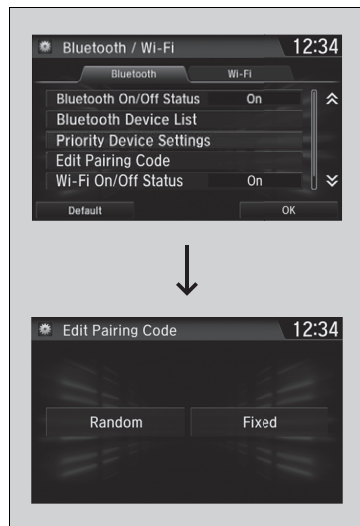 Bluetooth / Wi-Fi 12:34
Bluetooth Wi-Fi
Bluetooth On/Off Status On
Bluetooth Device List
Priority Device Settings
Edit Pairing Code
Wi-Fi On/Off Status On
Default OK
Edit Pairing Code 12:34
Random Fixed